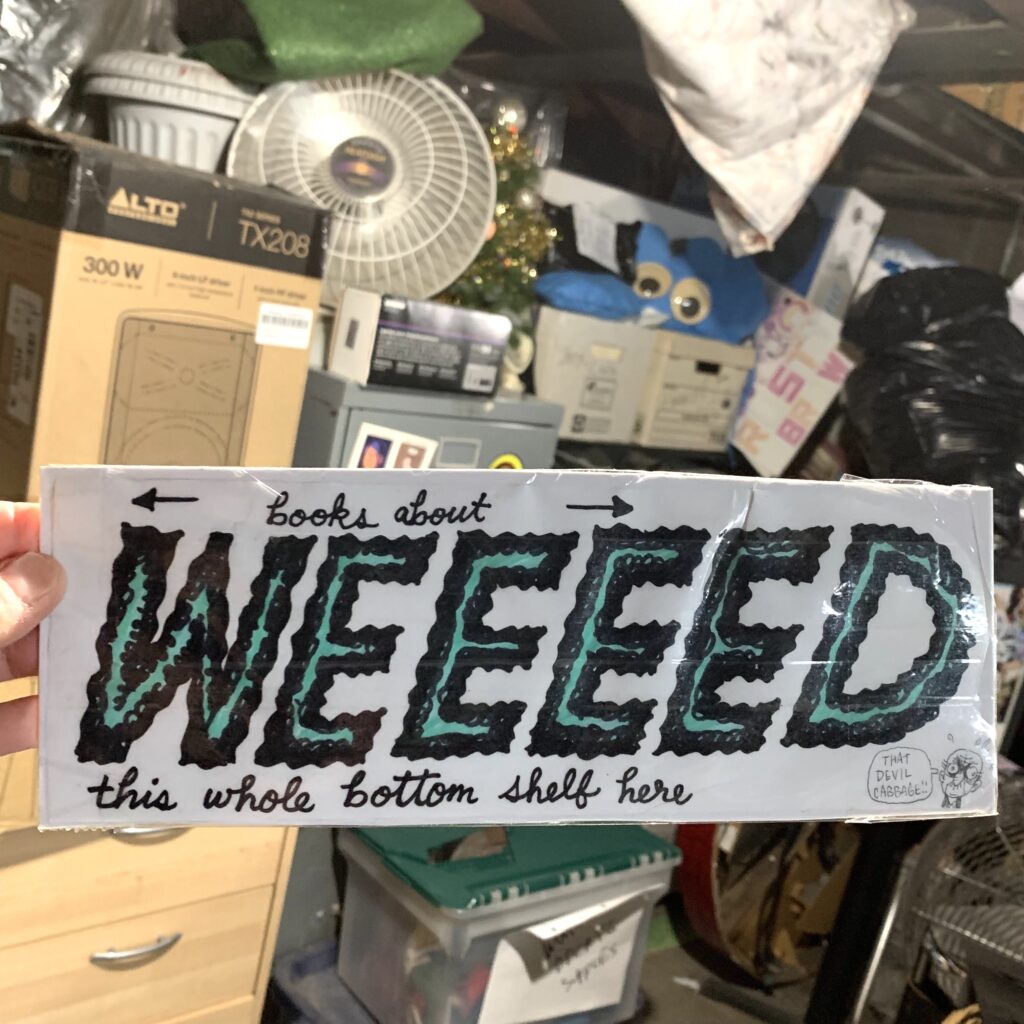 ALTO
TX208
300 W
← books about →
WEEEED
this whole bottom shelf here
THAT
DEVIL
CABBAGE!!